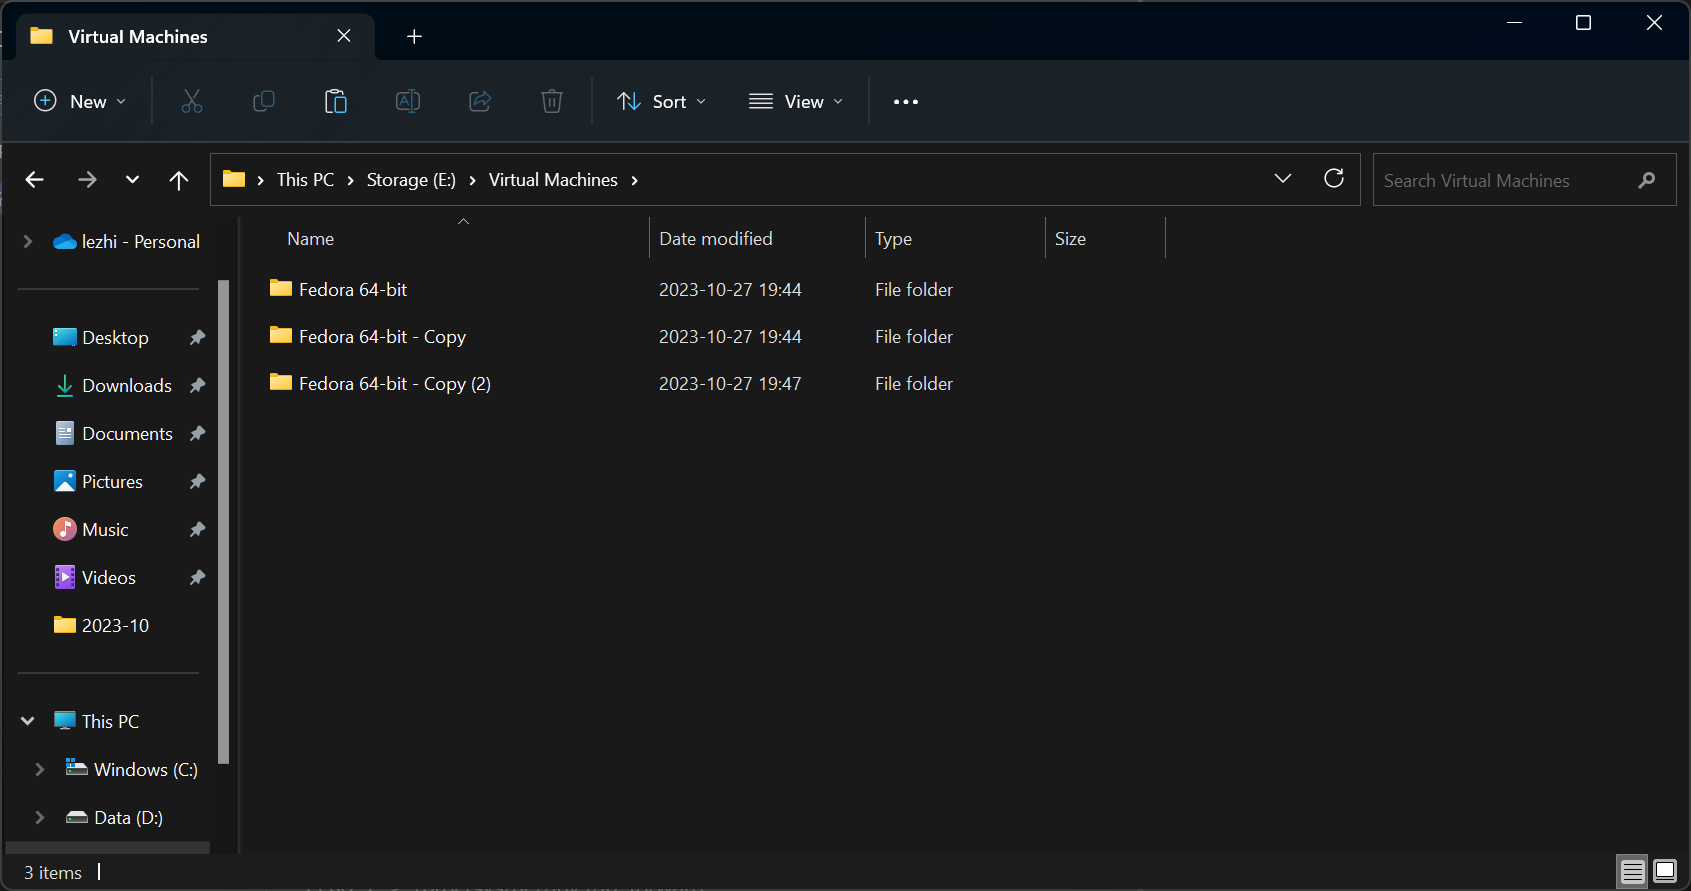 Virtual Machines
New
Sort
View
This PC
Storage (E:)
Virtual Machines
Search Virtual Machines
lezhi - Personal
Desktop
Downloads
Documents
Pictures
Music
Videos
2023-10
This PC
Windows (C:)
Data (D:)
Name Date modified Type Size
Fedora 64-bit 2023-10-27 19:44 File folder
Fedora 64-bit - Copy 2023-10-27 19:44 File folder
Fedora 64-bit - Copy (2) 2023-10-27 19:47 File folder
3 items